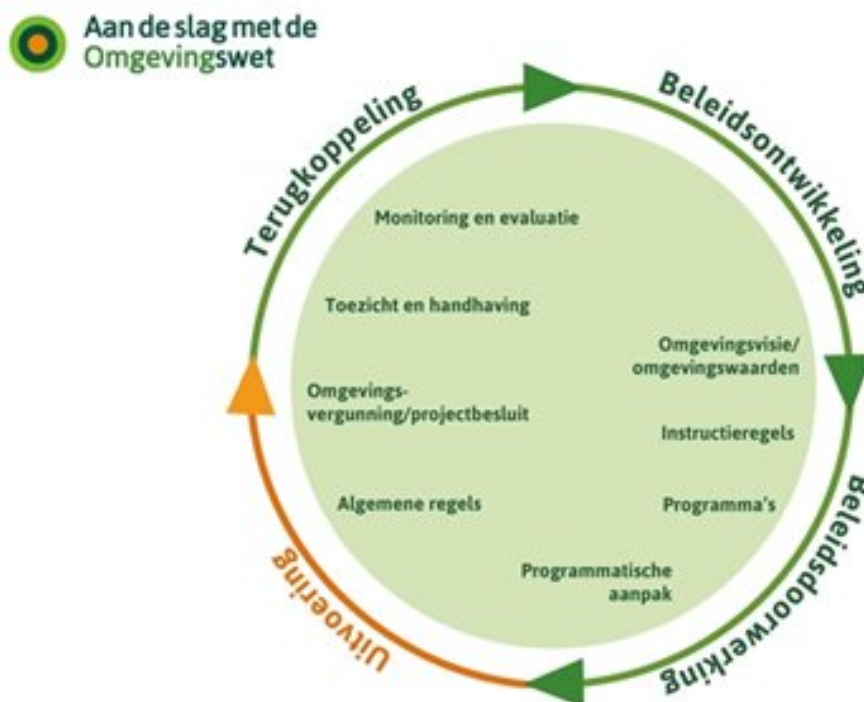 Aan de slag met de
Omgevingswet
Terugkoppeling
Beleidsontwikkeling
Monitoring en evaluatie
Toezicht en handhaving
Omgevingsvisie/
omgevingswaarden
Omgevings-
vergunning/projectbesluit
Instructieregels
Algemene regels
Programma's
Programmatische
aanpak
Beleidsdoorwerking
Uitvoering